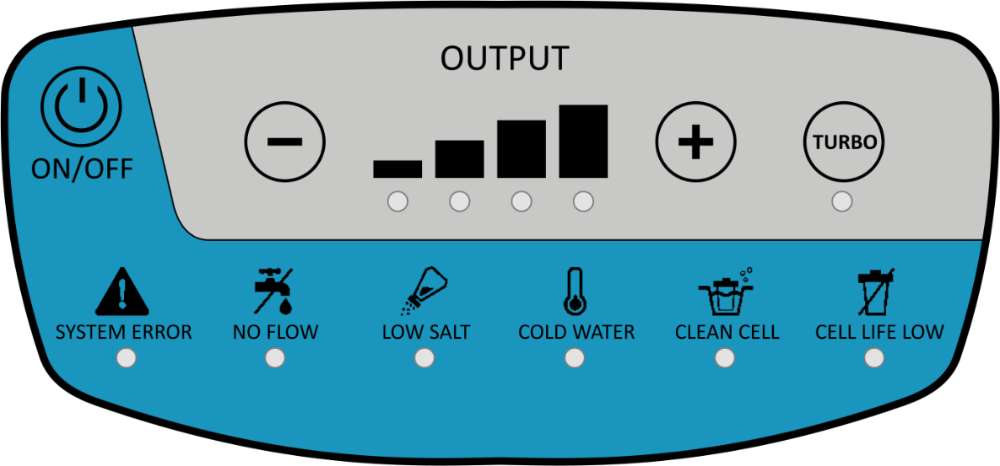 OUTPUT
ON/OFF
TURBO
SYSTEM ERROR
NO FLOW
LOW SALT
COLD WATER
CLEAN CELL
CELL LIFE LOW